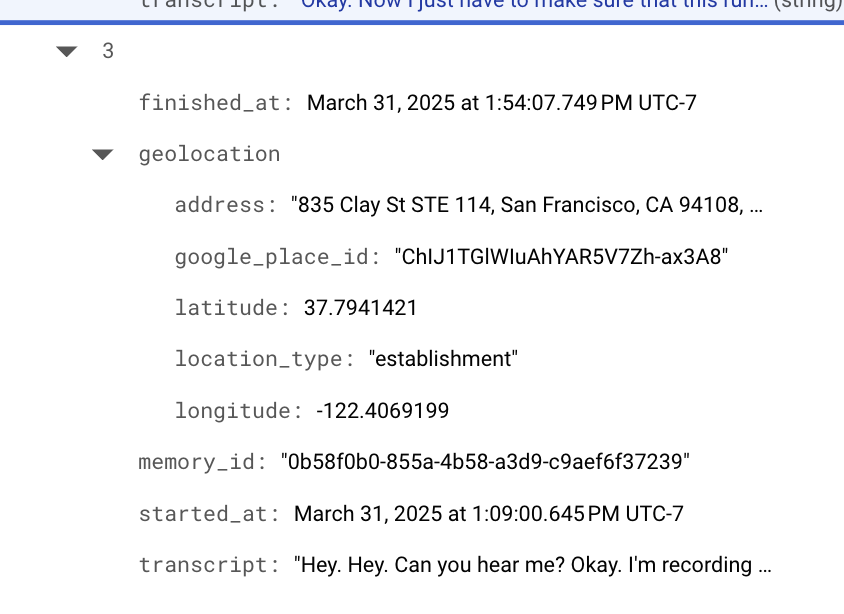 transcript: "Okay. Now I just have to make sure that this run… (string)
3
finished_at: March 31, 2025 at 1:54:07.749 PM UTC-7
geolocation
address: "835 Clay St STE 114, San Francisco, CA 94108, …
google_place_id: "ChIJ1TGlWIuAhYAR5V7Zh-ax3A8"
latitude: 37.7941421
location_type: "establishment"
longitude: -122.4069199
memory_id: "0b58f0b0-855a-4b58-a3d9-c9aef6f37239"
started_at: March 31, 2025 at 1:09:00.645 PM UTC-7
transcript: "Hey. Hey. Can you hear me? Okay. I'm recording …